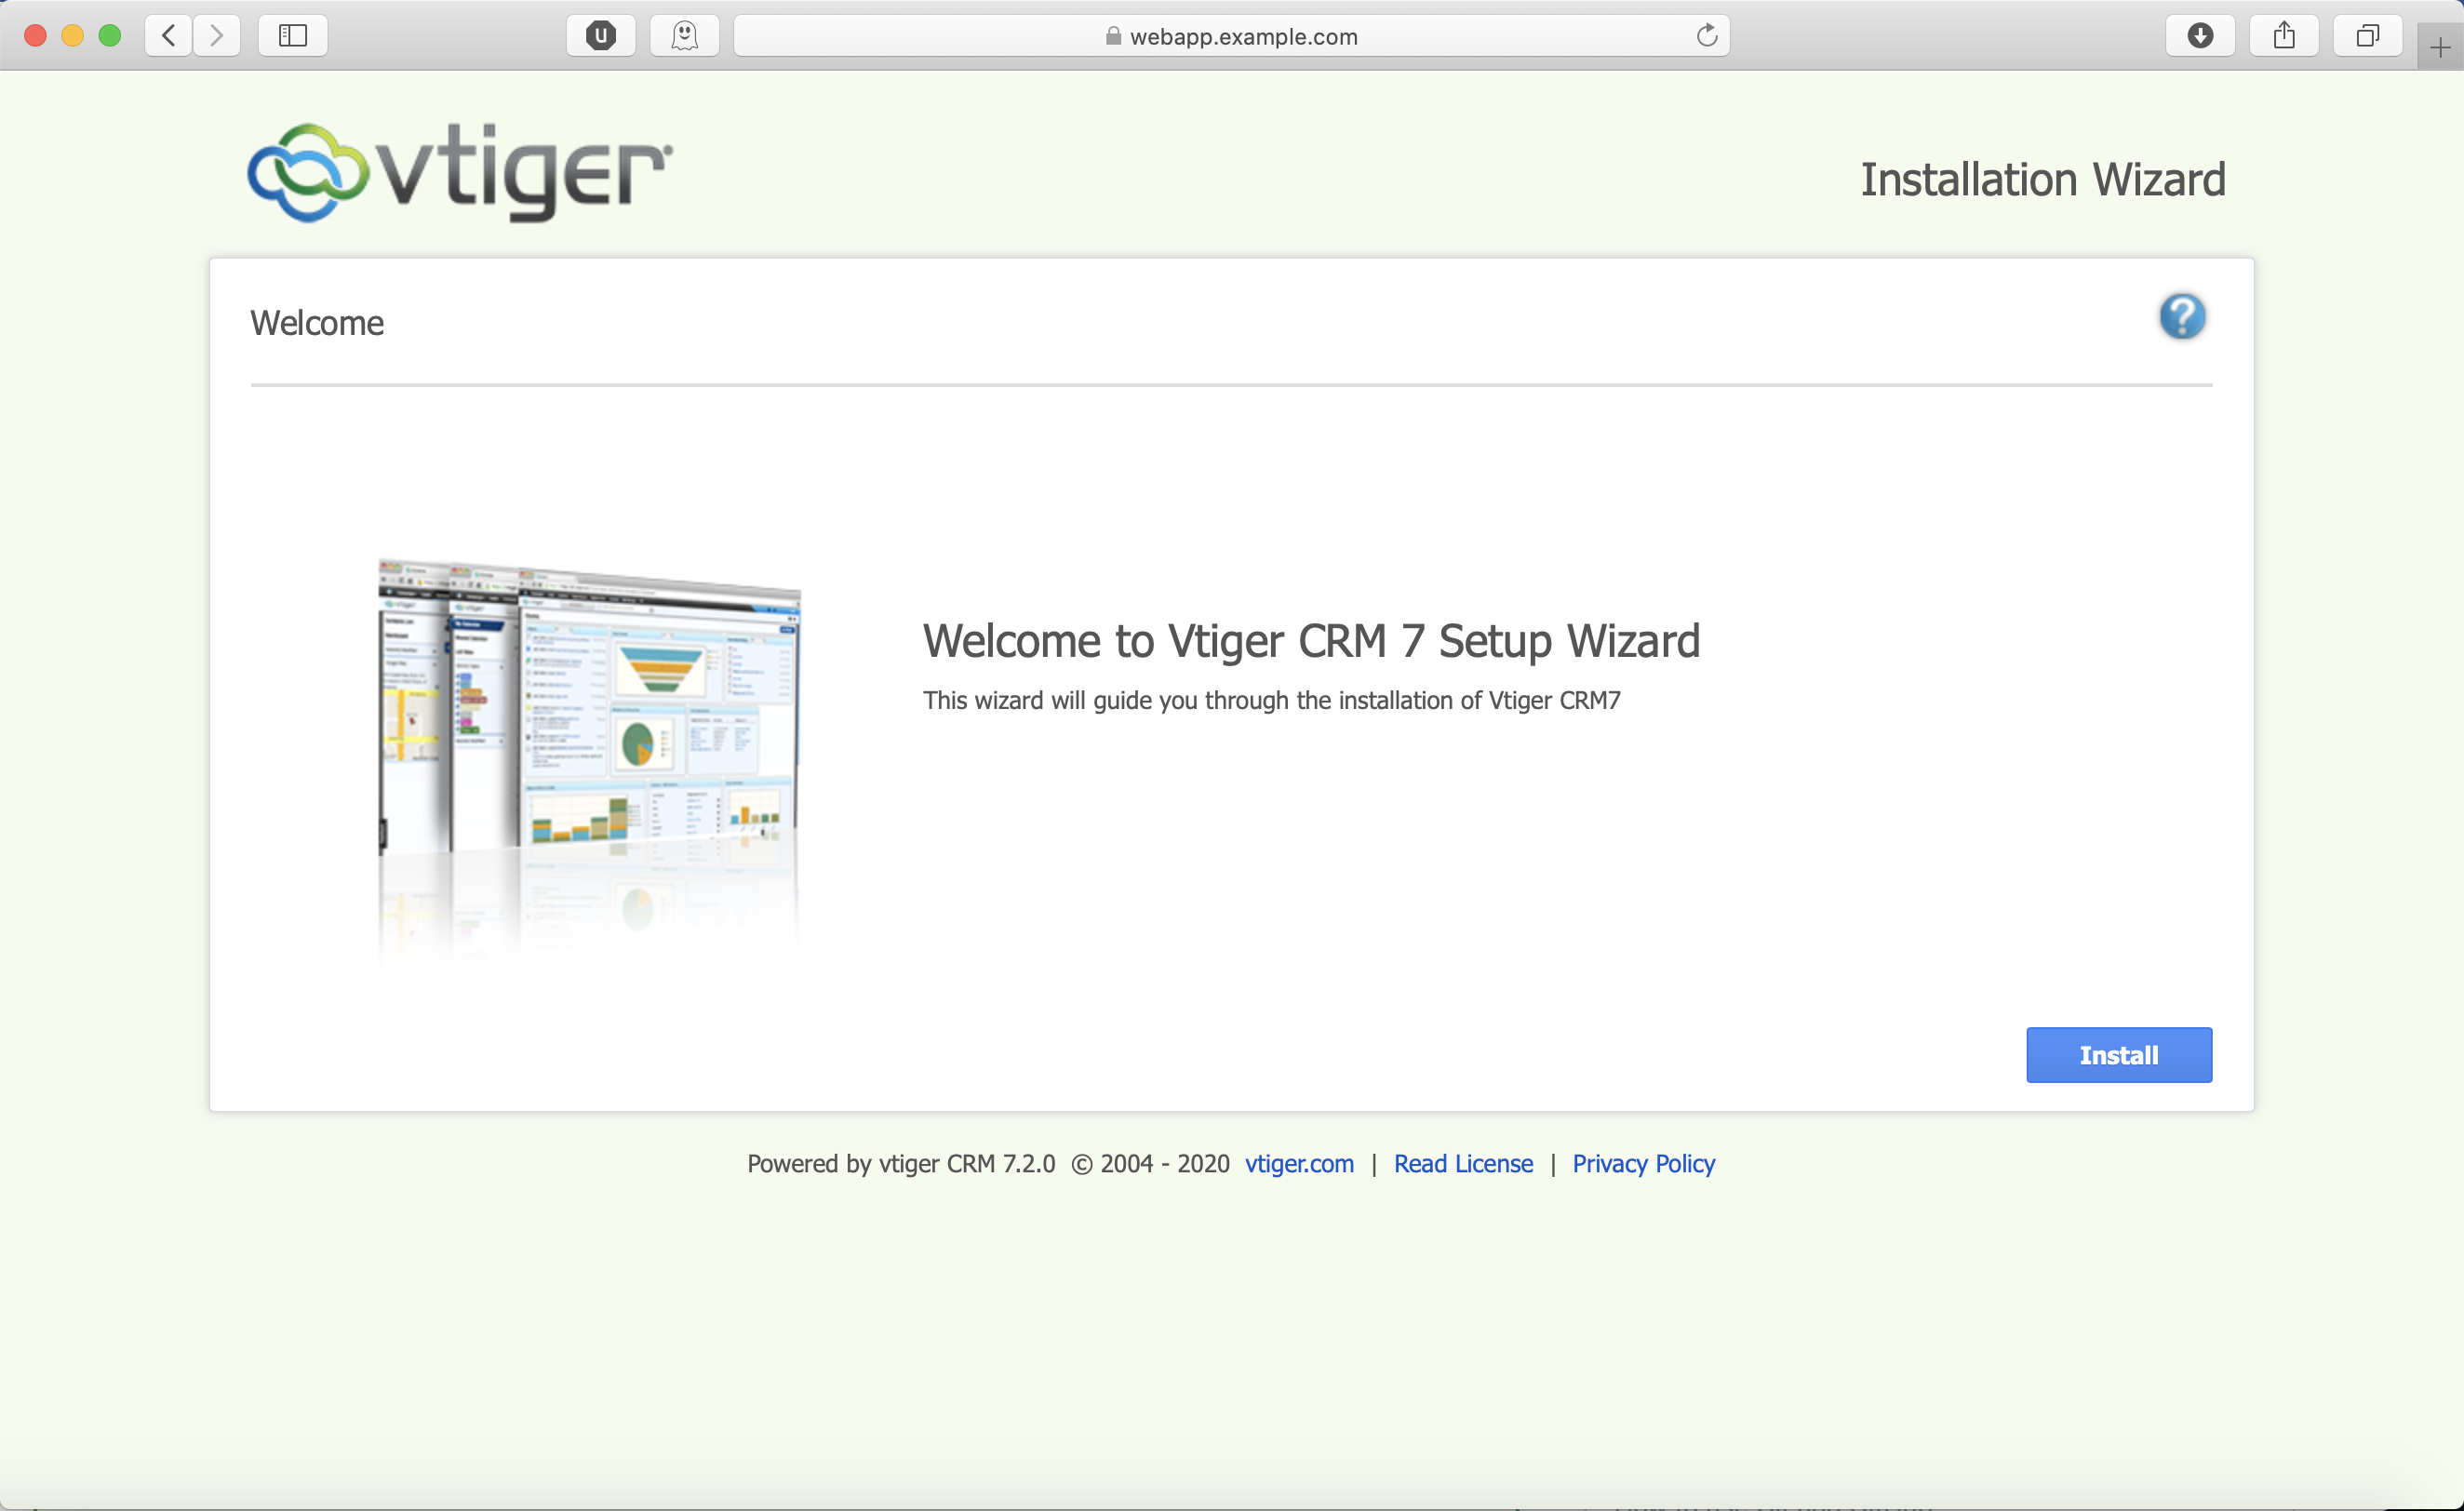 webapp.example.com
vtiger
Installation Wizard
Welcome
Welcome to Vtiger CRM 7 Setup Wizard
This wizard will guide you through the installation of Vtiger CRM7
Install
Powered by vtiger CRM 7.2.0 © 2004 - 2020 vtiger.com | Read License | Privacy Policy